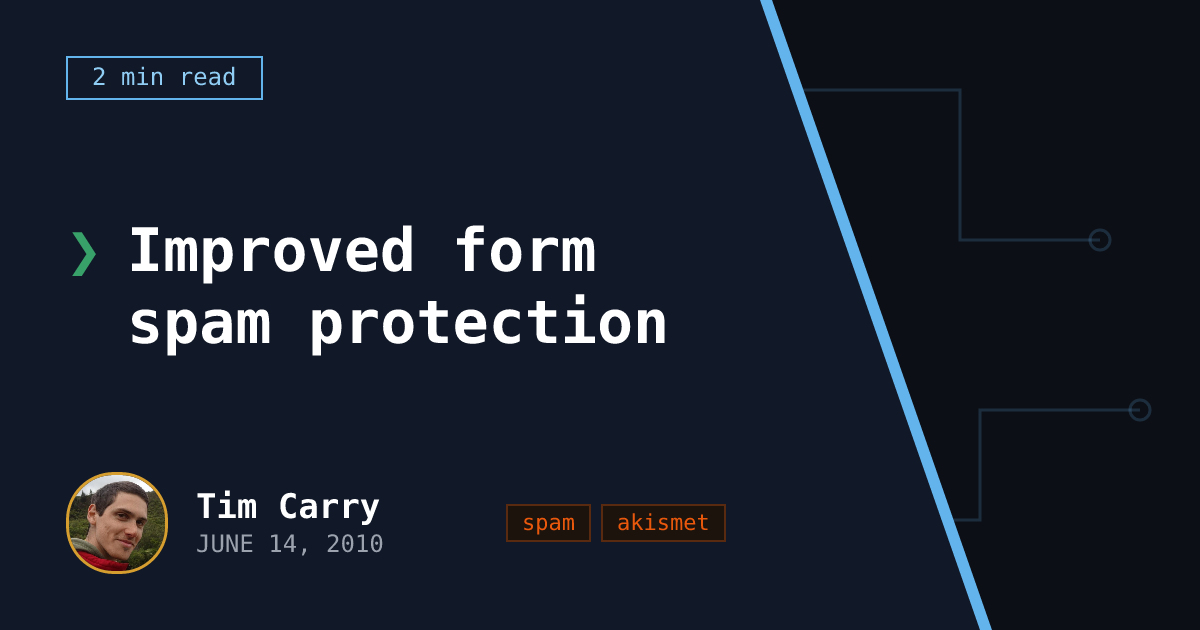 2 min read
❯ Improved form
spam protection
Tim Carry
JUNE 14, 2010
spam akismet